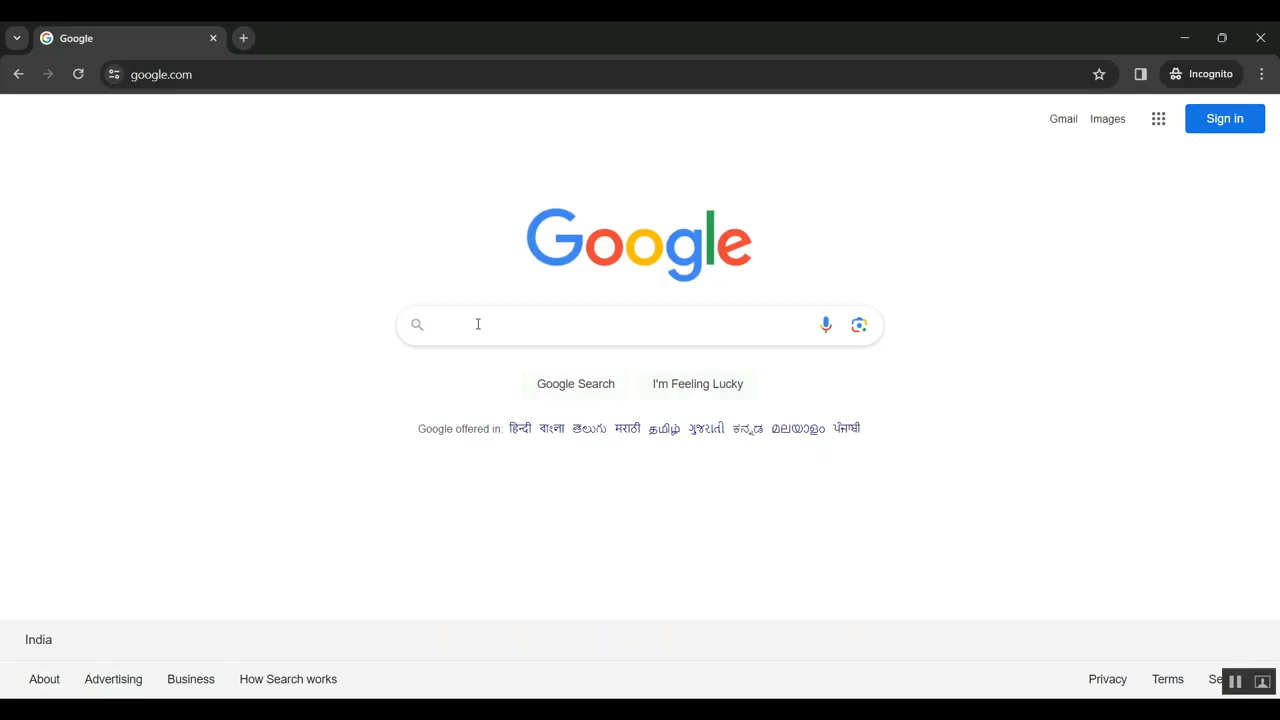 Google
google.com
Incognito
Gmail Images Sign in
Google
Google Search I'm Feeling Lucky
Google offered in: हिन्दी বাংলা తెలుగు मराठी தமிழ் ગુજરાતી ಕನ್ನಡ മലയാളം ਪੰਜਾਬੀ
India
About Advertising Business How Search works Privacy Terms Se